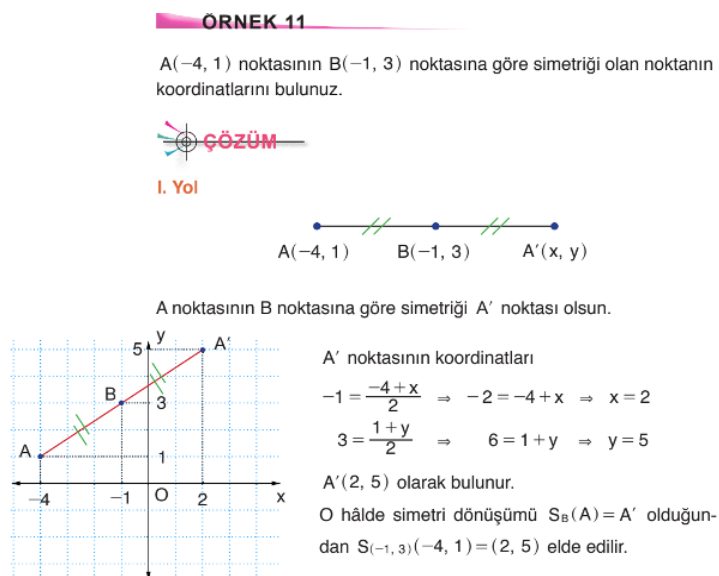 ÖRNEK 11
A(−4, 1) noktasının B(−1, 3) noktasına göre simetriği olan noktanın
koordinatlarını bulunuz.
ÇÖZÜM
I. Yol
A(−4, 1) B(−1, 3) A′(x, y)
A noktasının B noktasına göre simetriği A′ noktası olsun.
y
5
A′
B
3
A
1
−4 −1 O 2 x
A′ noktasının koordinatları
−1 = (−4 + x)/2 ⇒ −2 = −4 + x ⇒ x = 2
3 = (1 + y)/2 ⇒ 6 = 1 + y ⇒ y = 5
A′(2, 5) olarak bulunur.
O hâlde simetri dönüşümü S_B(A) = A′ olduğun-
dan S_(−1, 3)(−4, 1) = (2, 5) elde edilir.